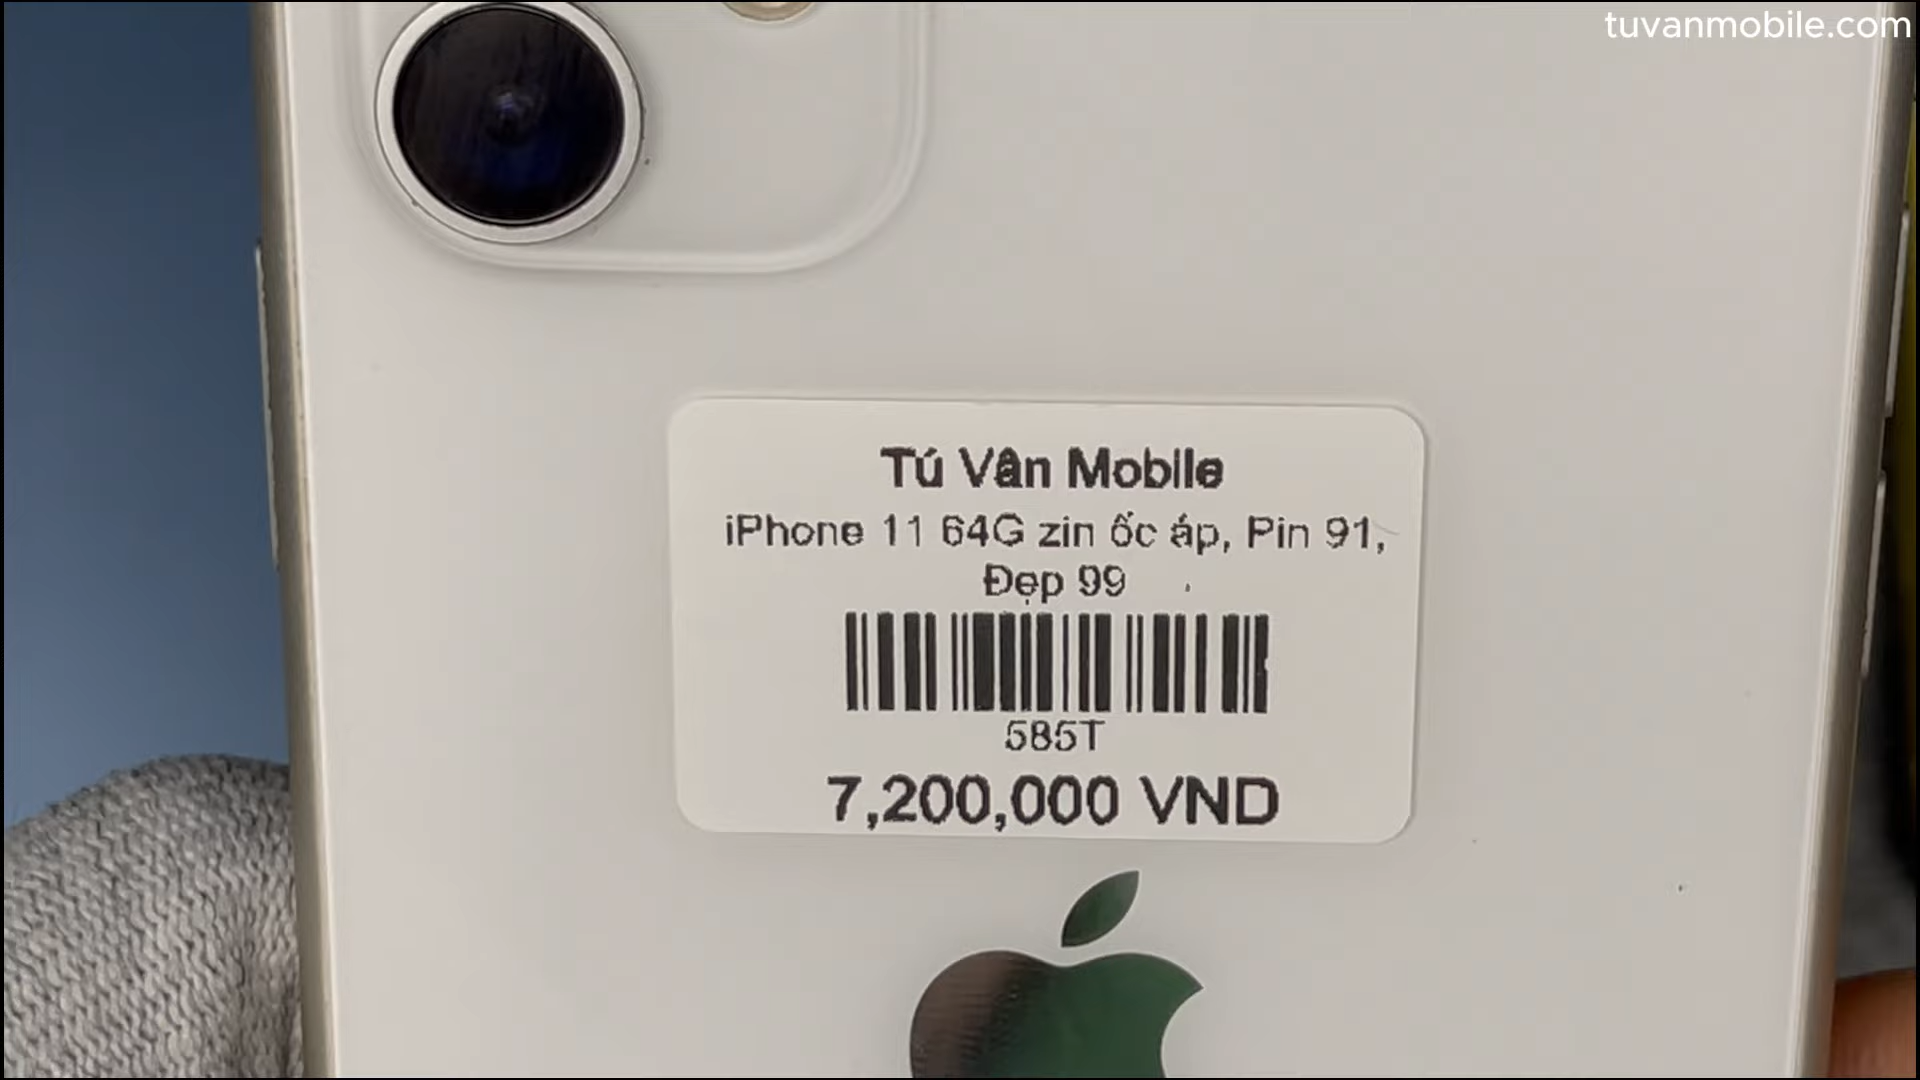 tuvanmobile.com
Tú Vân Mobile
iPhone 11 64G zin ốc áp, Pin 91,
Đẹp 99
585T
7,200,000 VND